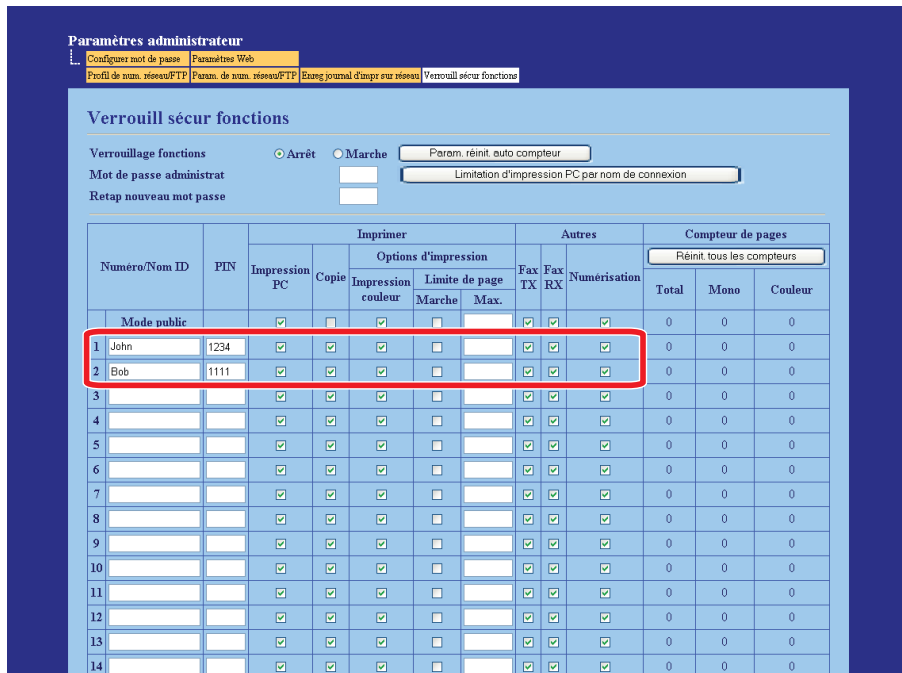 Paramètres administrateur
Configurer mot de passe Paramètres Web
Profil de num. réseau/FTP Param. de num. réseau/FTP Enreg journal d'impr sur réseau Verrouill sécur fonctions
Verrouill sécur fonctions
Verrouillage fonctions Arrêt Marche Param. réinit. auto compteur
Mot de passe administrat Limitation d'impression PC par nom de connexion
Retap nouveau mot passe
Imprimer Autres Compteur de pages
Options d'impression Réinit. tous les compteurs
Numéro/Nom ID PIN Impression PC Copie Impression couleur Limite de page Fax TX Fax RX Numérisation Total Mono Couleur
Marche Max.
Mode public 0 0 0
1 John 1234 0 0 0
2 Bob 1111 0 0 0
3 0 0 0
4 0 0 0
5 0 0 0
6 0 0 0
7 0 0 0
8 0 0 0
9 0 0 0
10 0 0 0
11 0 0 0
12 0 0 0
13 0 0 0
14 0 0 0